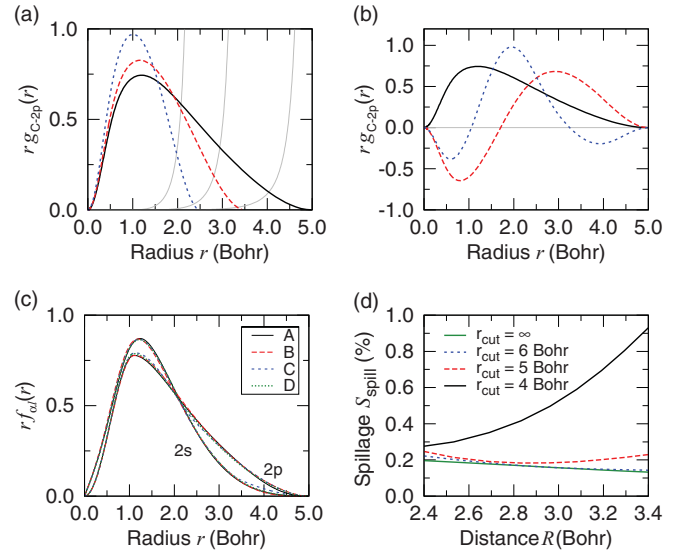 (a)
1.0
0.5
0.0
r g_C-2p(r)
0.0 1.0 2.0 3.0 4.0 5.0
Radius r (Bohr)
(b)
1.0
0.5
0.0
-0.5
-1.0
r g_C-2p(r)
0.0 1.0 2.0 3.0 4.0 5.0
Radius r (Bohr)
(c)
1.0
0.5
0.0
r f_αl(r)
A
B
C
D
2s
2p
0.0 1.0 2.0 3.0 4.0 5.0
Radius r (Bohr)
(d)
1.0
0.8
0.6
0.4
0.2
0.0
Spillage S_spill (%)
r_cut = ∞
r_cut = 6 Bohr
r_cut = 5 Bohr
r_cut = 4 Bohr
2.4 2.6 2.8 3.0 3.2 3.4
Distance R (Bohr)